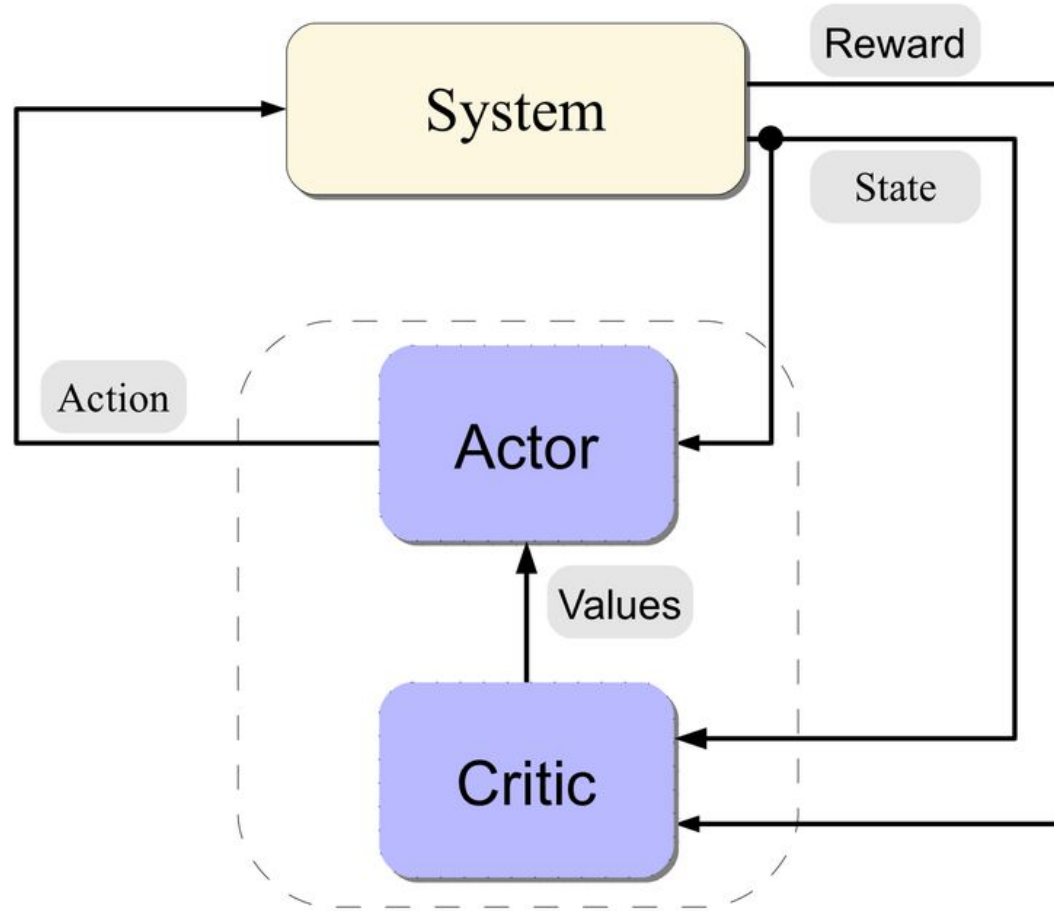 Reward
System
State
Action
Actor
Values
Critic